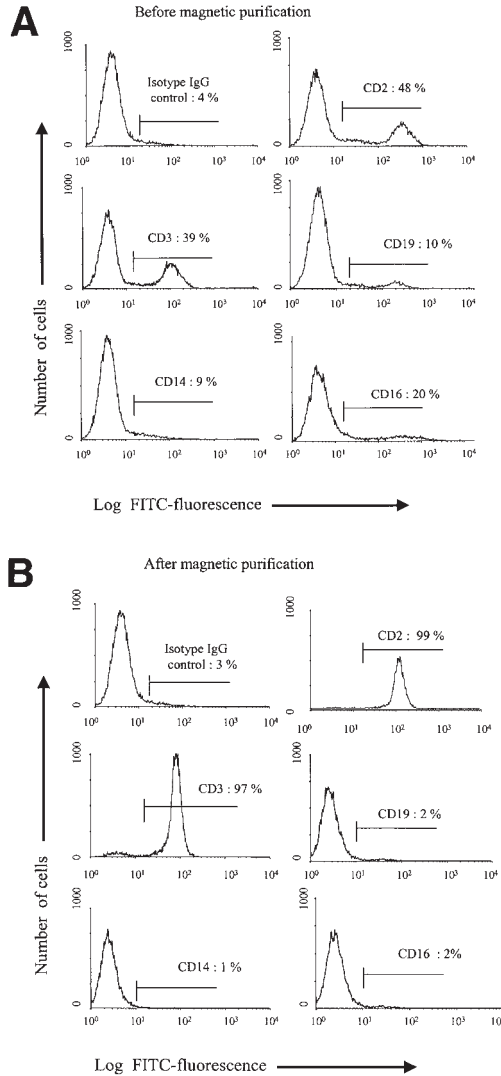 A
Before magnetic purification
1000
0
Isotype IgG
control : 4 %
10⁰ 10¹ 10² 10³ 10⁴
1000
0
CD2 : 48 %
10⁰ 10¹ 10² 10³ 10⁴
1000
0
CD3 : 39 %
10⁰ 10¹ 10² 10³ 10⁴
1000
0
CD19 : 10 %
10⁰ 10¹ 10² 10³ 10⁴
1000
0
CD14 : 9 %
10⁰ 10¹ 10² 10³ 10⁴
1000
0
CD16 : 20 %
10⁰ 10¹ 10² 10³ 10⁴
Number of cells
Log FITC-fluorescence
B
After magnetic purification
1000
0
Isotype IgG
control : 3 %
10⁰ 10¹ 10² 10³ 10⁴
1000
0
CD2 : 99 %
10⁰ 10¹ 10² 10³ 10⁴
1000
0
CD3 : 97 %
10⁰ 10¹ 10² 10³ 10⁴
1000
0
CD19 : 2 %
10⁰ 10¹ 10² 10³ 10⁴
1000
0
CD14 : 1 %
10⁰ 10¹ 10² 10³ 10⁴
1000
0
CD16 : 2%
10⁰ 10¹ 10² 10³
Number of cells
Log FITC-fluorescence